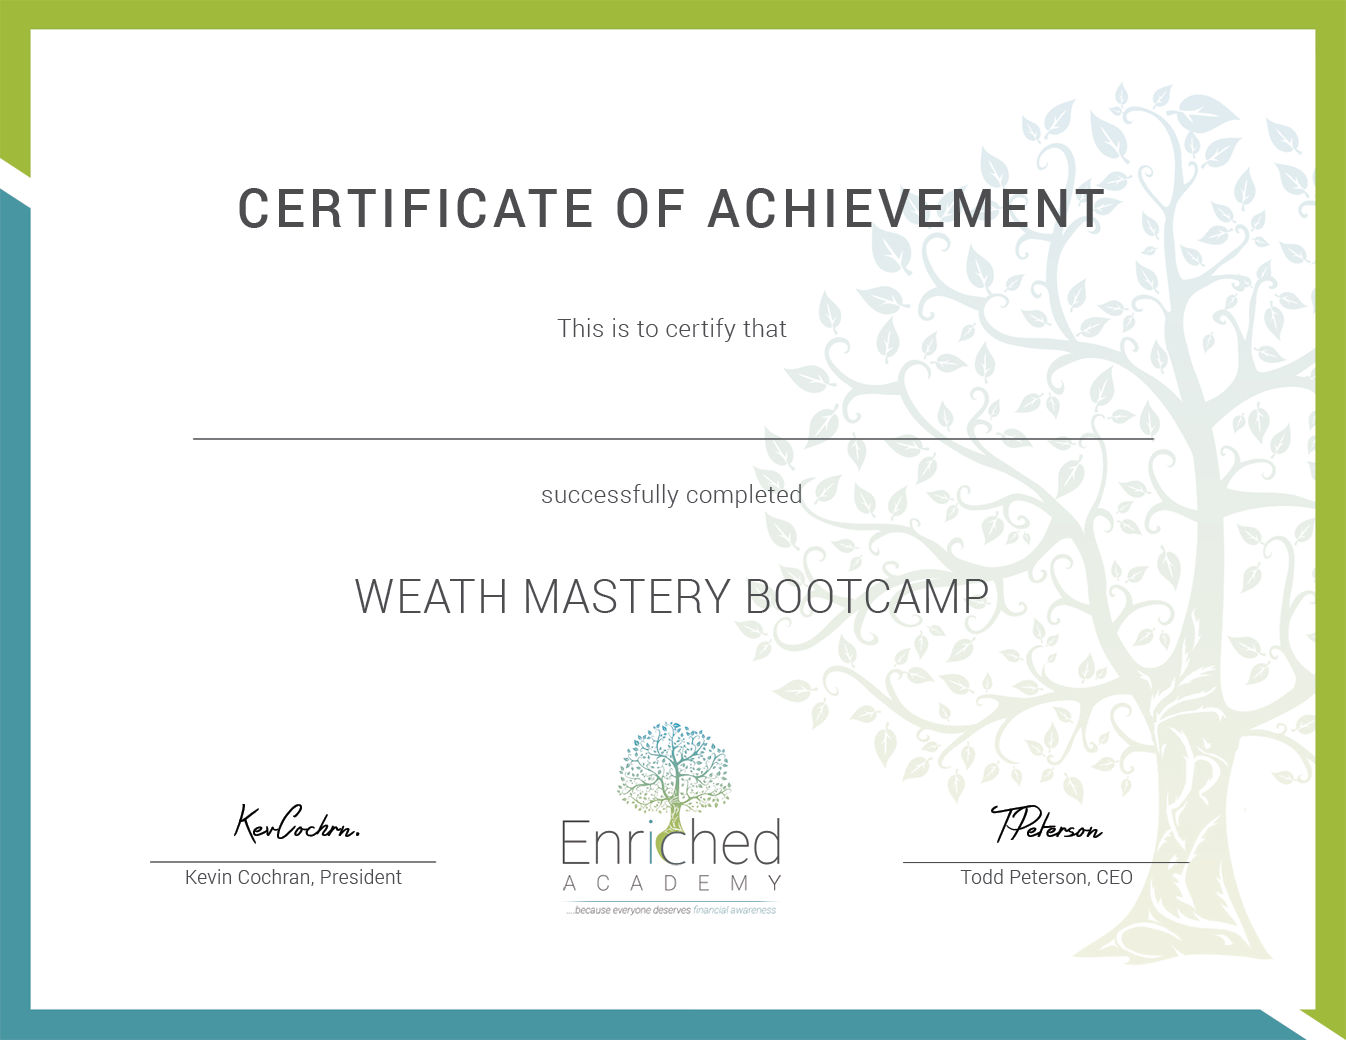 CERTIFICATE OF ACHIEVEMENT
This is to certify that
successfully completed
WEATH MASTERY BOOTCAMP
KevCochrn.
Kevin Cochran, President
Enriched
ACADEMY
....because everyone deserves financial awareness
TPeterson
Todd Peterson, CEO